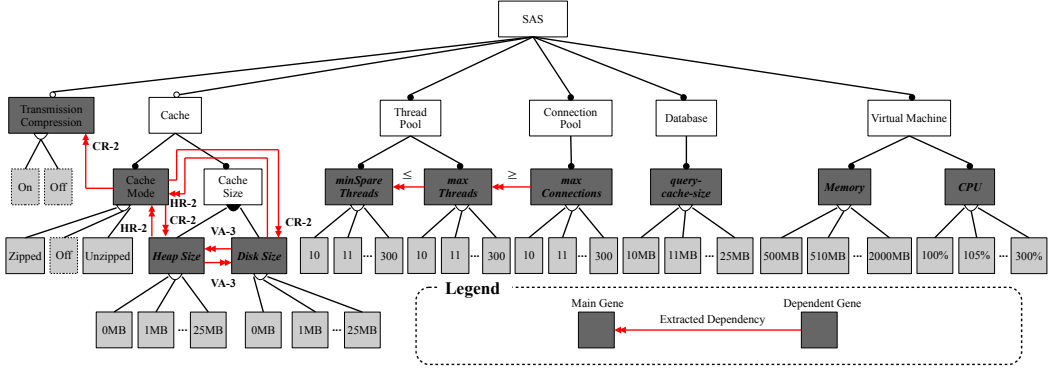 SAS
Transmission
Compression
Cache
Thread
Pool
Connection
Pool
Database
Virtual Machine
CR-2
On
Off
Cache
Mode
Cache
Size
HR-2
≤
≥
minSpare
Threads
max
Threads
max
Connections
query-
cache-size
Memory
CPU
CR-2
HR-2
VA-3
CR-2
Zipped
Off
Unzipped
Heap Size
Disk Size
VA-3
10
11
...
300
10
11
...
300
10
11
...
300
10MB
11MB
...
25MB
500MB
510MB
...
2000MB
100%
105%
...
300%
0MB
1MB
...
25MB
0MB
1MB
...
25MB
Legend
Main Gene
Dependent Gene
Extracted Dependency